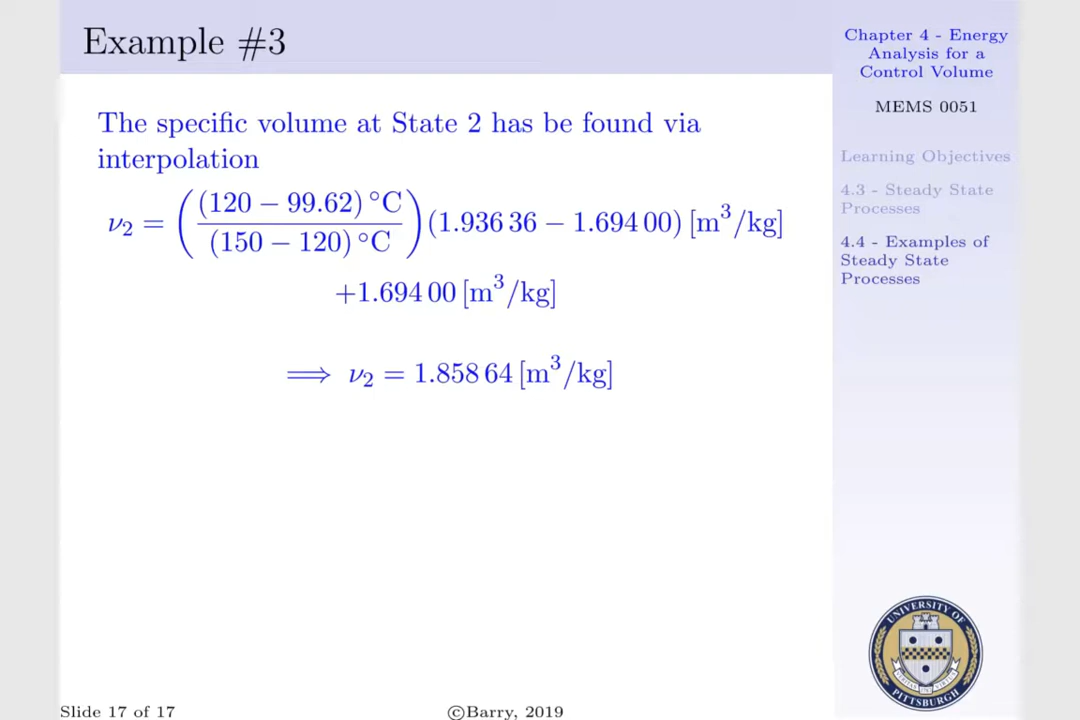 Example #3
The specific volume at State 2 has be found via
interpolation
ν₂ = ( (120 − 99.62) °C / (150 − 120) °C ) (1.936 36 − 1.694 00) [m³/kg]
+1.694 00 [m³/kg]
⟹ ν₂ = 1.858 64 [m³/kg]
Slide 17 of 17
©Barry, 2019
Chapter 4 - Energy
Analysis for a
Control Volume
MEMS 0051
Learning Objectives
4.3 - Steady State
Processes
4.4 - Examples of
Steady State
Processes
UNIVERSITY OF
PITTSBURGH